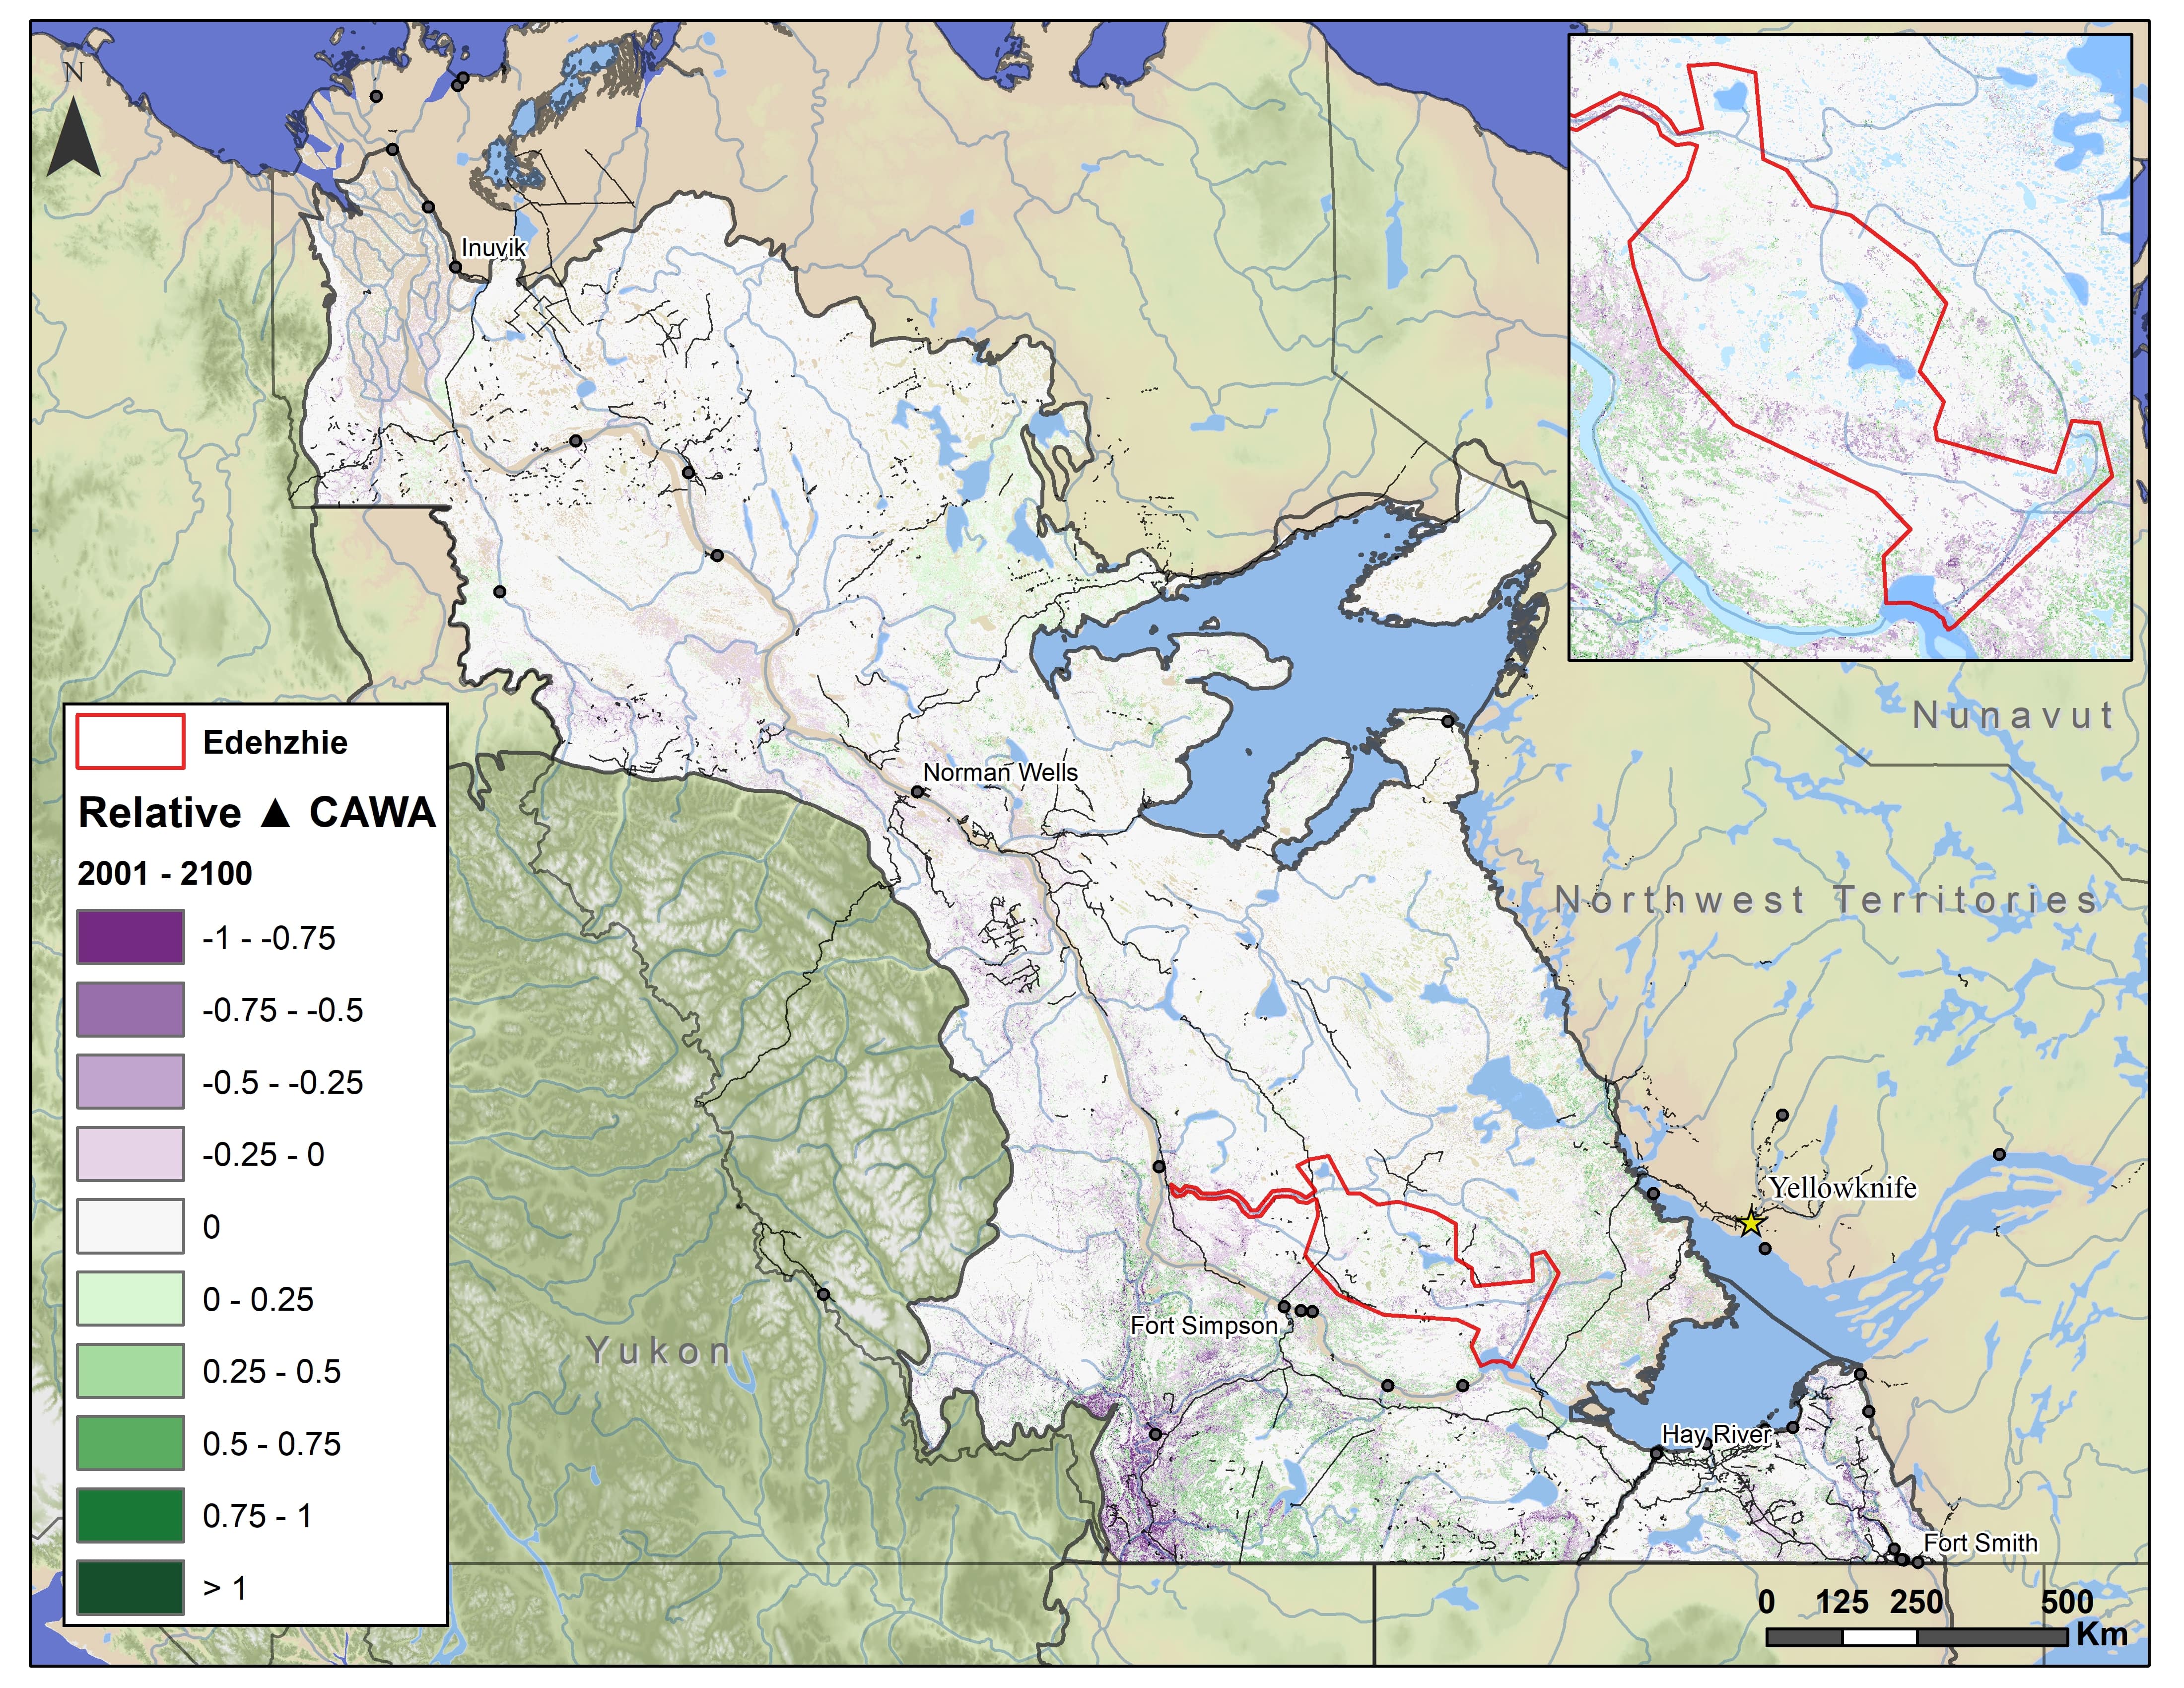 N
Inuvik
Nunavut
Edehzhie
Norman Wells
Relative ▲ CAWA
2001 - 2100
Northwest Territories
-1 - -0.75
-0.75 - -0.5
-0.5 - -0.25
-0.25 - 0
Yellowknife
0
0 - 0.25
Fort Simpson
Yukon
0.25 - 0.5
Hay River
0.5 - 0.75
0.75 - 1
Fort Smith
> 1
0 125 250 500
Km